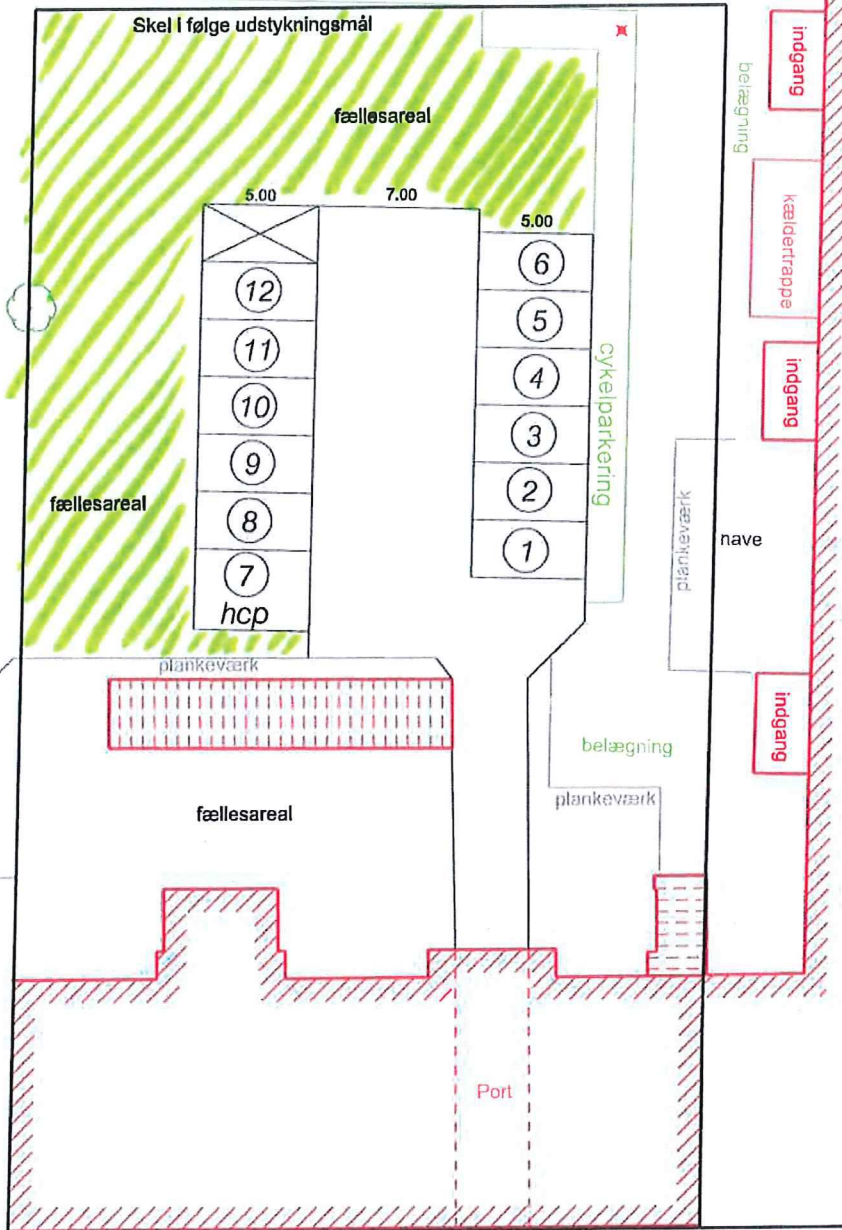 Skel i følge udstykningsmål
indgang
belægning
fællesareal
kældertrappe
5.00
7.00
5.00
12
11
10
9
8
7
hcp
6
5
4
3
2
1
cykelparkering
indgang
fællesareal
plankeværk
nave
plankeværk
indgang
belægning
plankeværk
fællesareal
Port